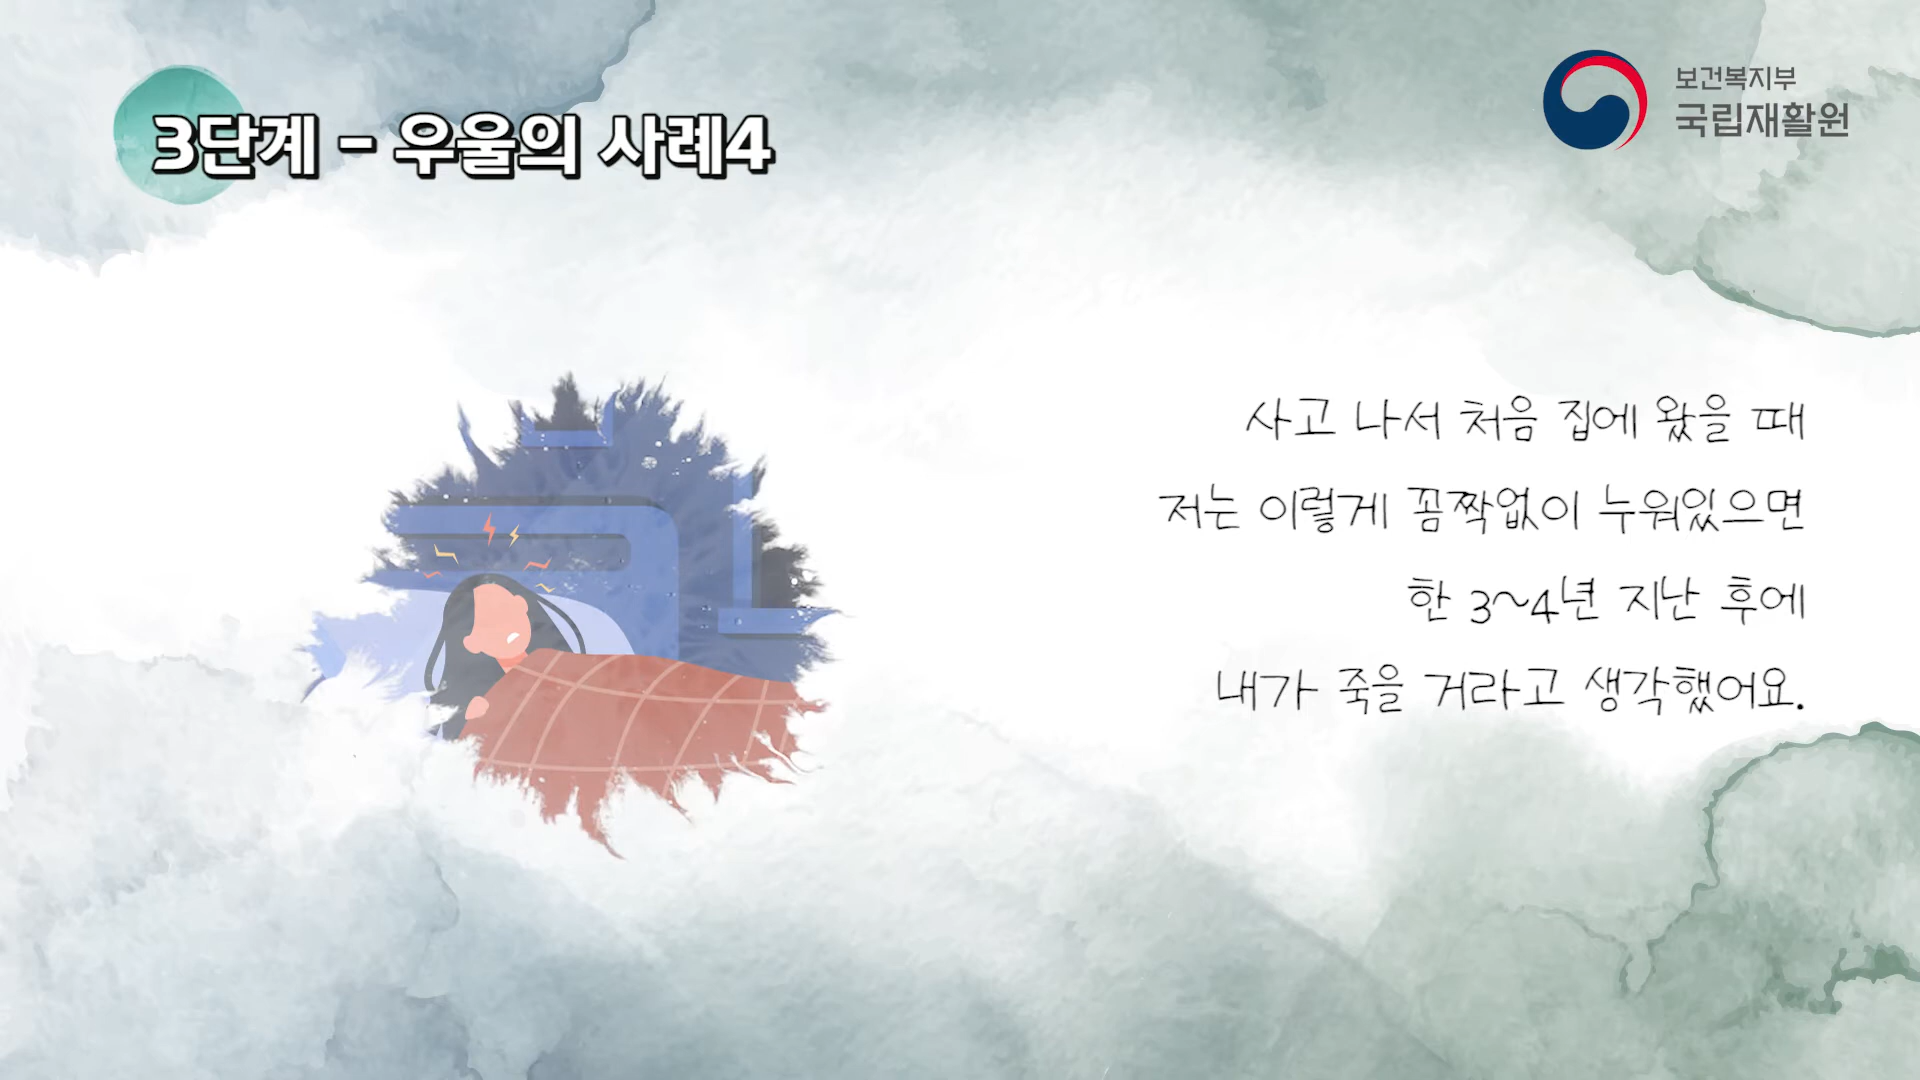 3단계 - 우울의 사례4
보건복지부
국립재활원
사고 나서 처음 집에 왔을 때
저는 이렇게 꼼짝없이 누워있으면
한 3~4년 지난 후에
내가 죽을 거라고 생각했어요.